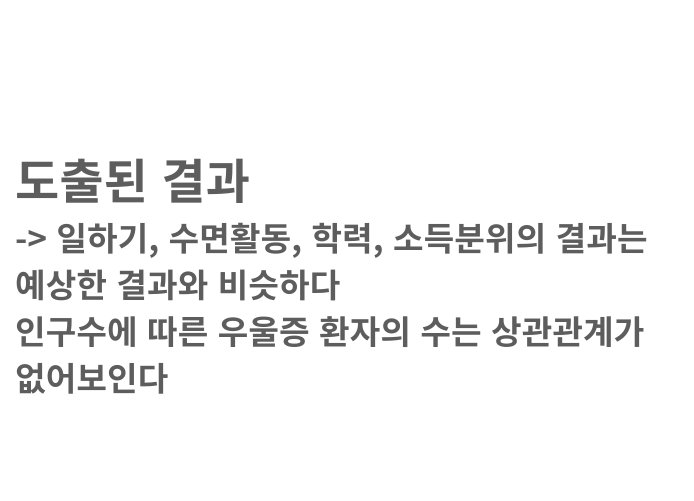 도출된 결과
-> 일하기, 수면활동, 학력, 소득분위의 결과는
예상한 결과와 비슷하다
인구수에 따른 우울증 환자의 수는 상관관계가
없어보인다